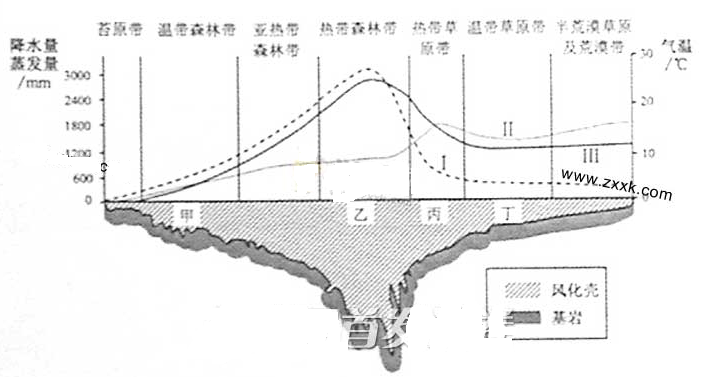 苔原带 温带森林带 亚热带森林带 热带森林带 热带草原带 温带草原带 半荒漠草原及荒漠带
降水量
蒸发量
/mm
气温
/℃
3000
2400
1800
1200
600
0
30
20
10
0
I
II
III
www.zxxk.com
甲 乙 丙 丁
风化壳
基岩